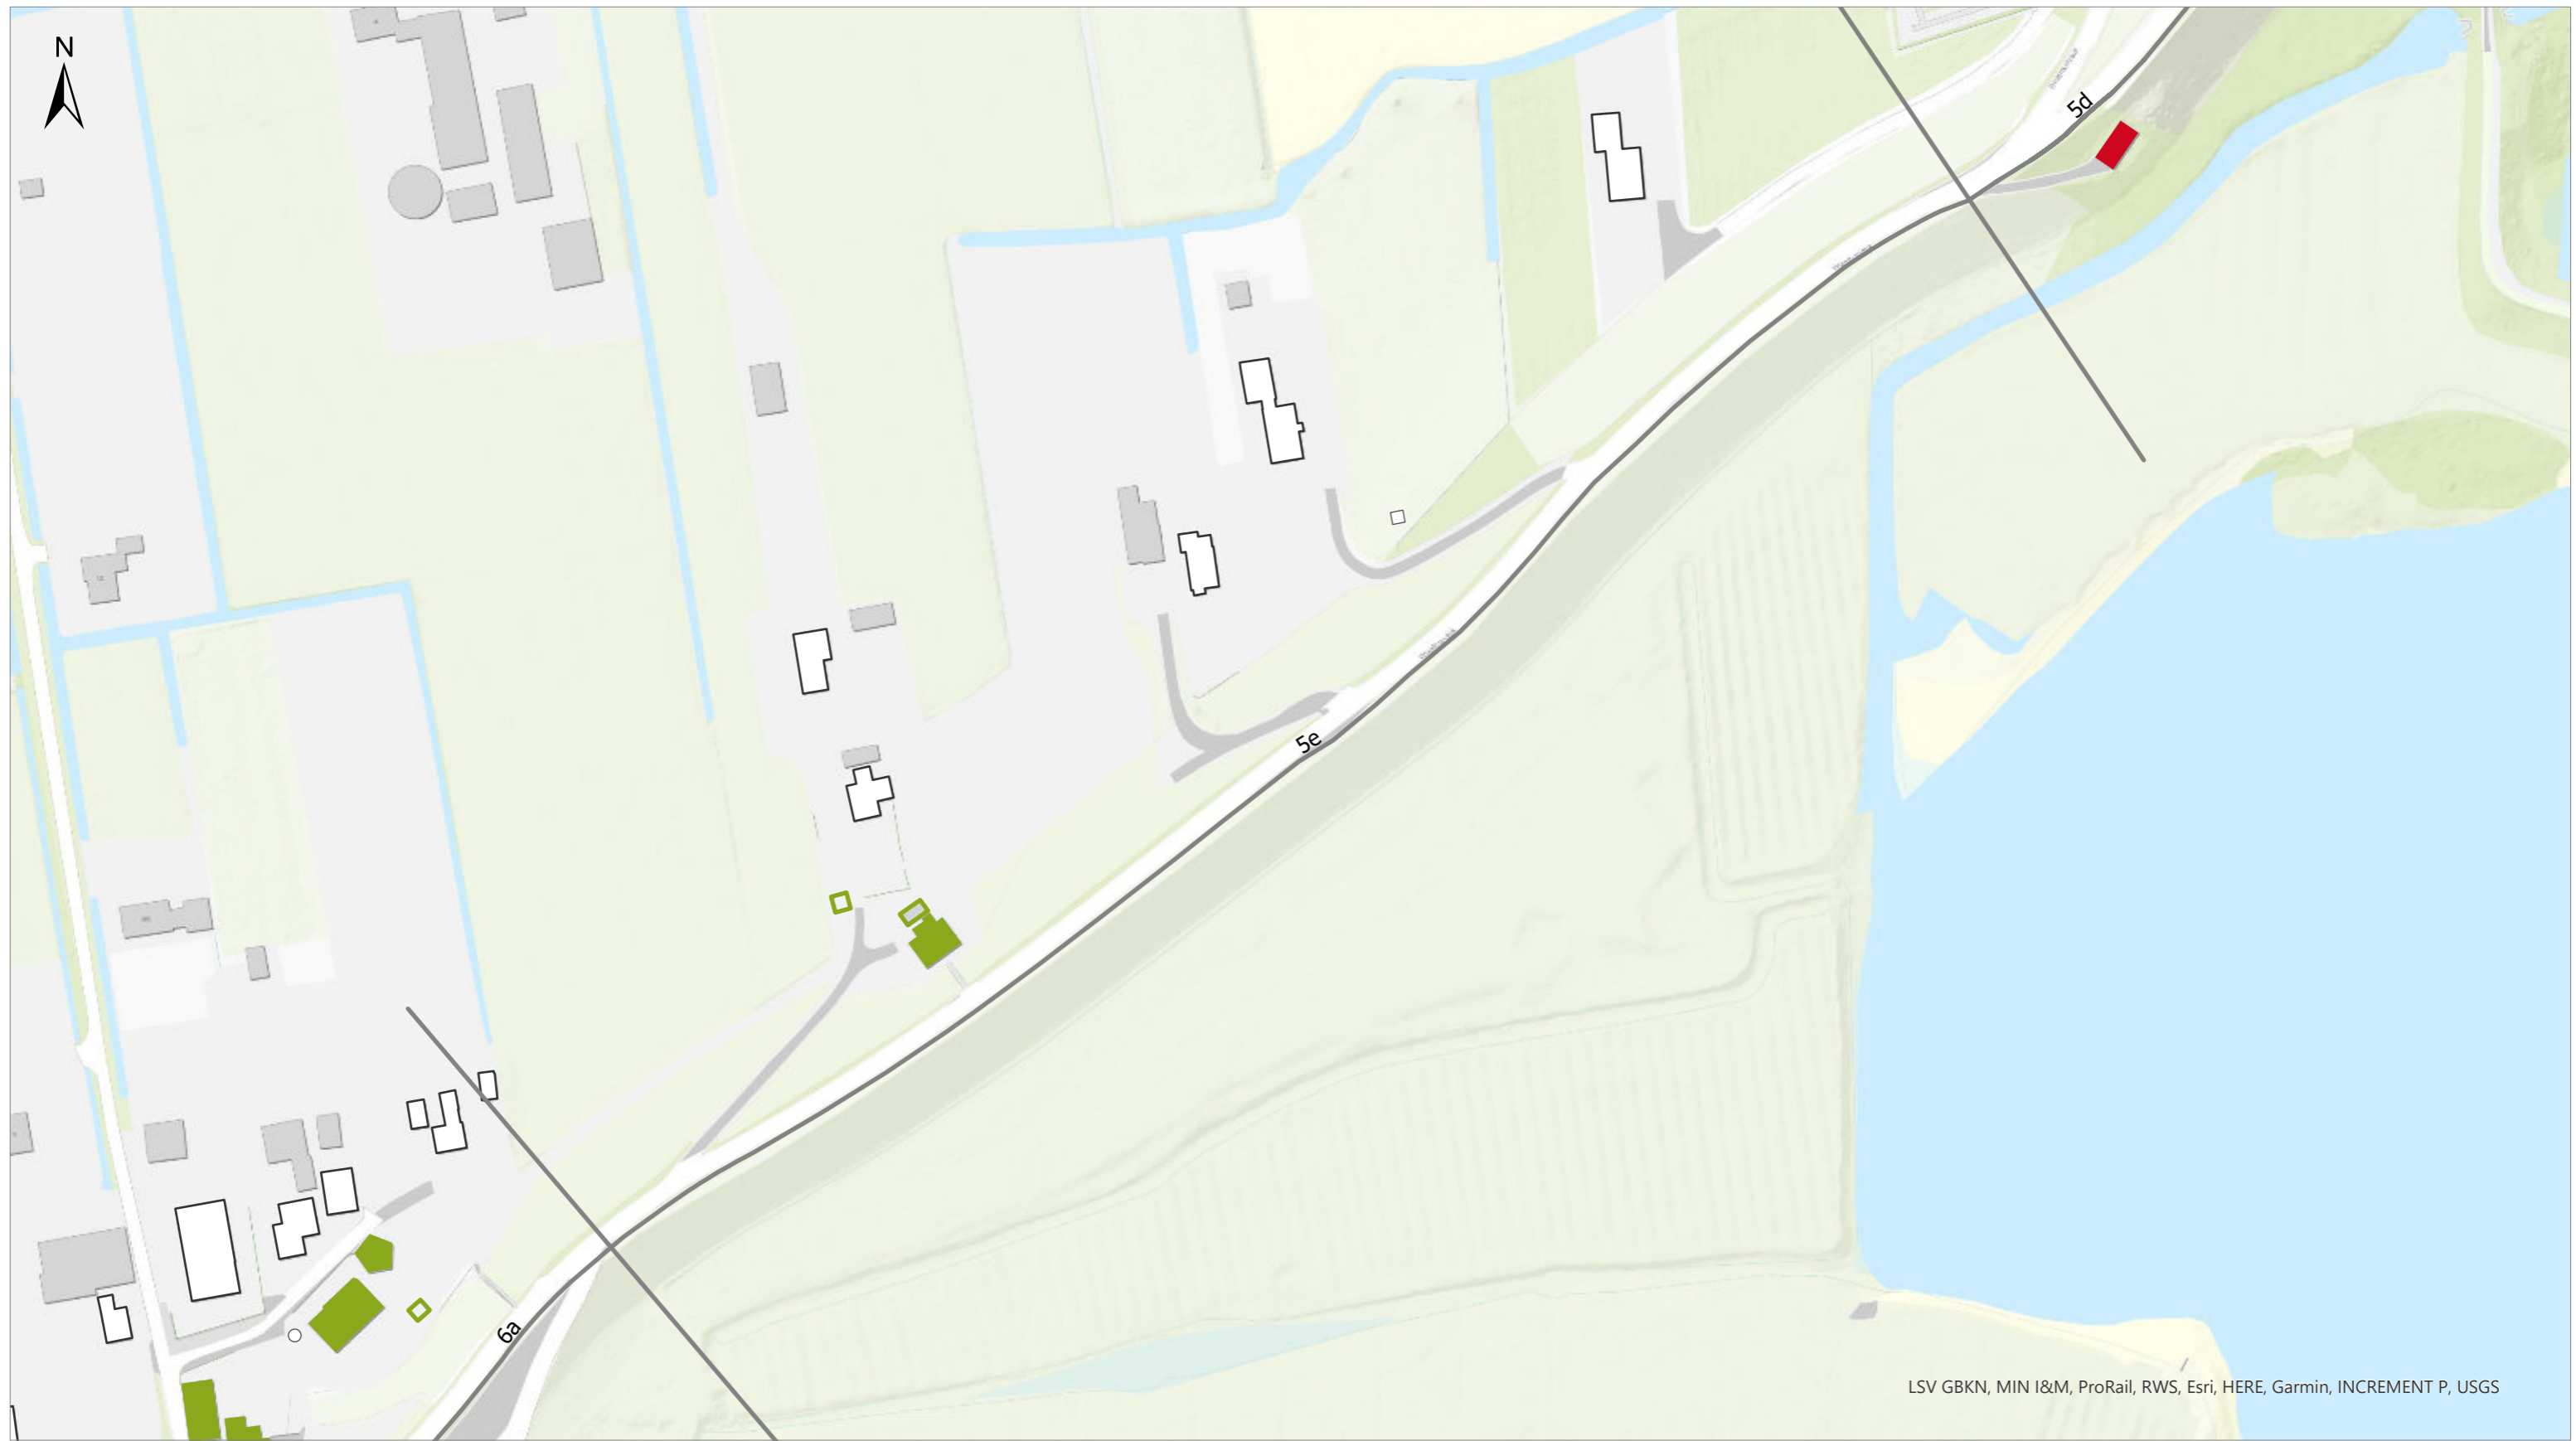 N
5d
5e
6a
LSV GBKN, MIN I&M, ProRail, RWS, Esri, HERE, Garmin, INCREMENT P, USGS